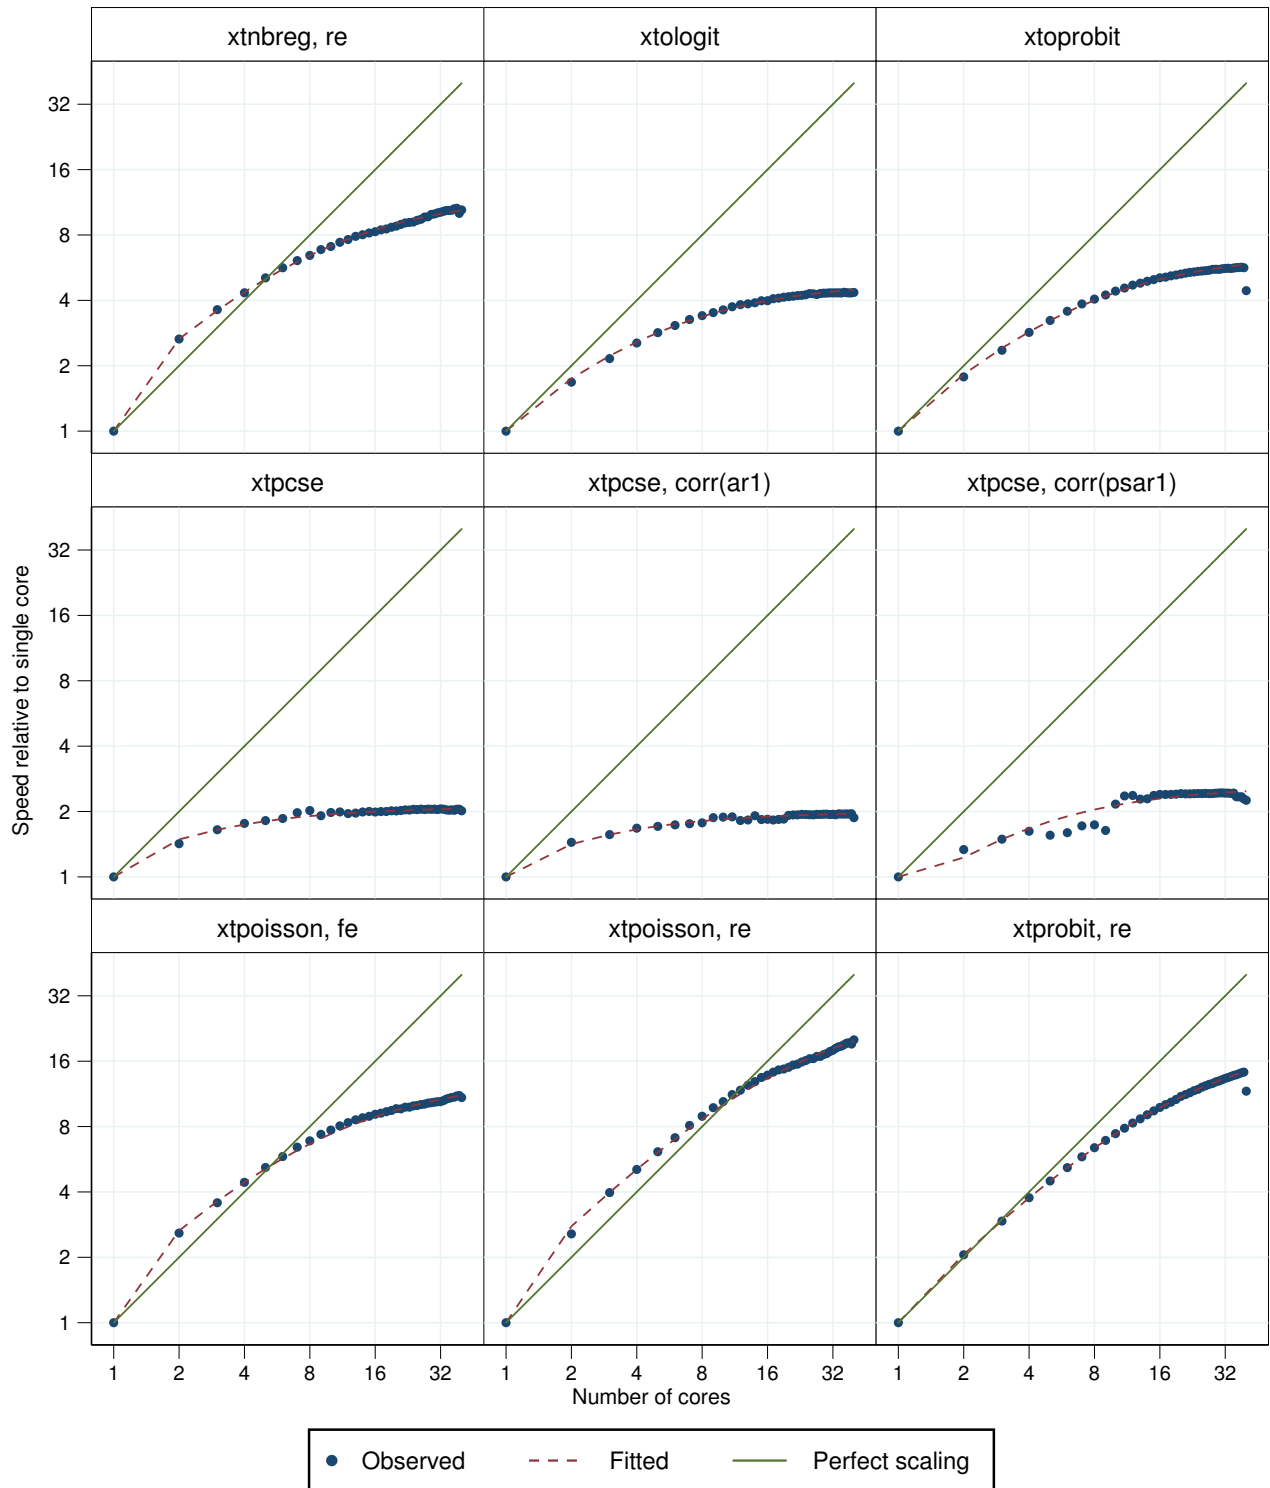 xtnbreg, re
xtologit
xtoprobit
32
16
8
4
2
1
xtpcse
xtpcse, corr(ar1)
xtpcse, corr(psar1)
32
16
8
4
2
1
Speed relative to single core
xtpoisson, fe
xtpoisson, re
xtprobit, re
32
16
8
4
2
1
1 2 4 8 16 32 1 2 4 8 16 32 1 2 4 8 16 32
Number of cores
Observed Fitted Perfect scaling